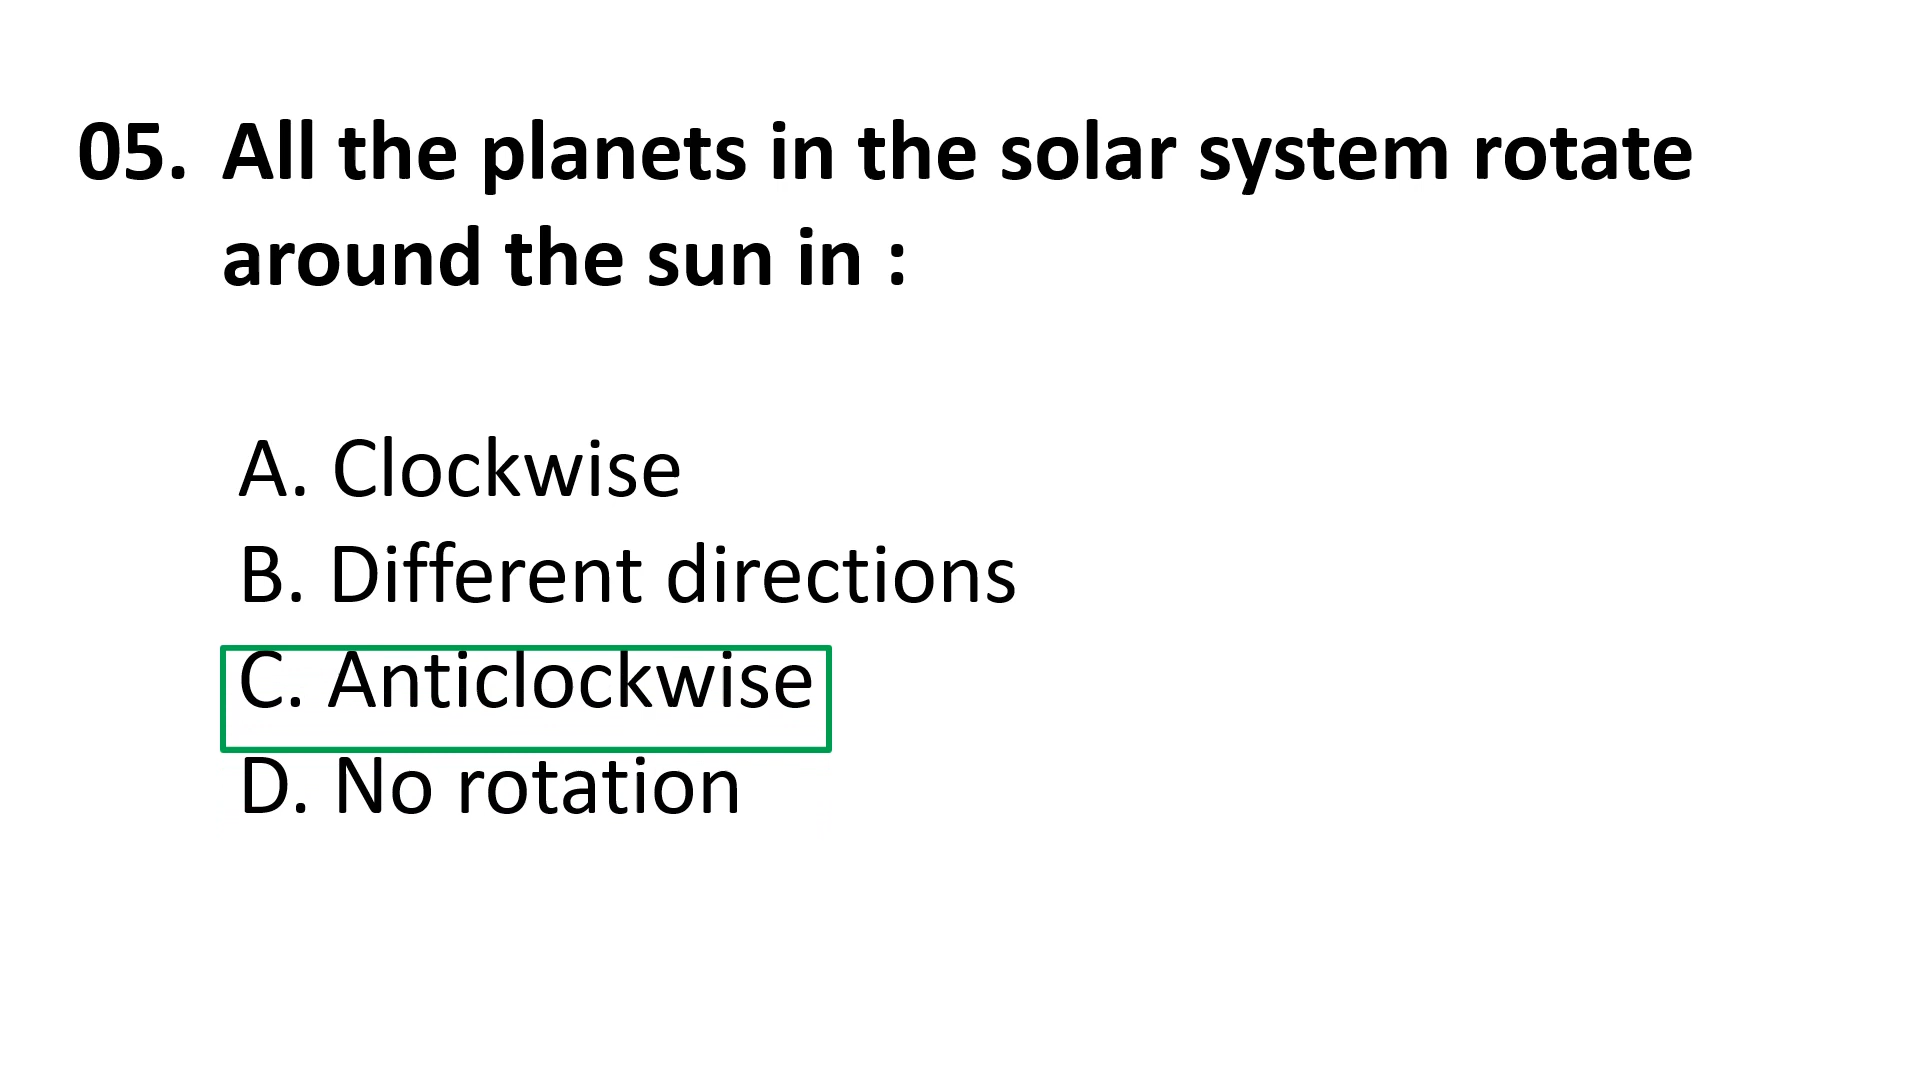 05. All the planets in the solar system rotate
around the sun in :
A. Clockwise
B. Different directions
C. Anticlockwise
D. No rotation